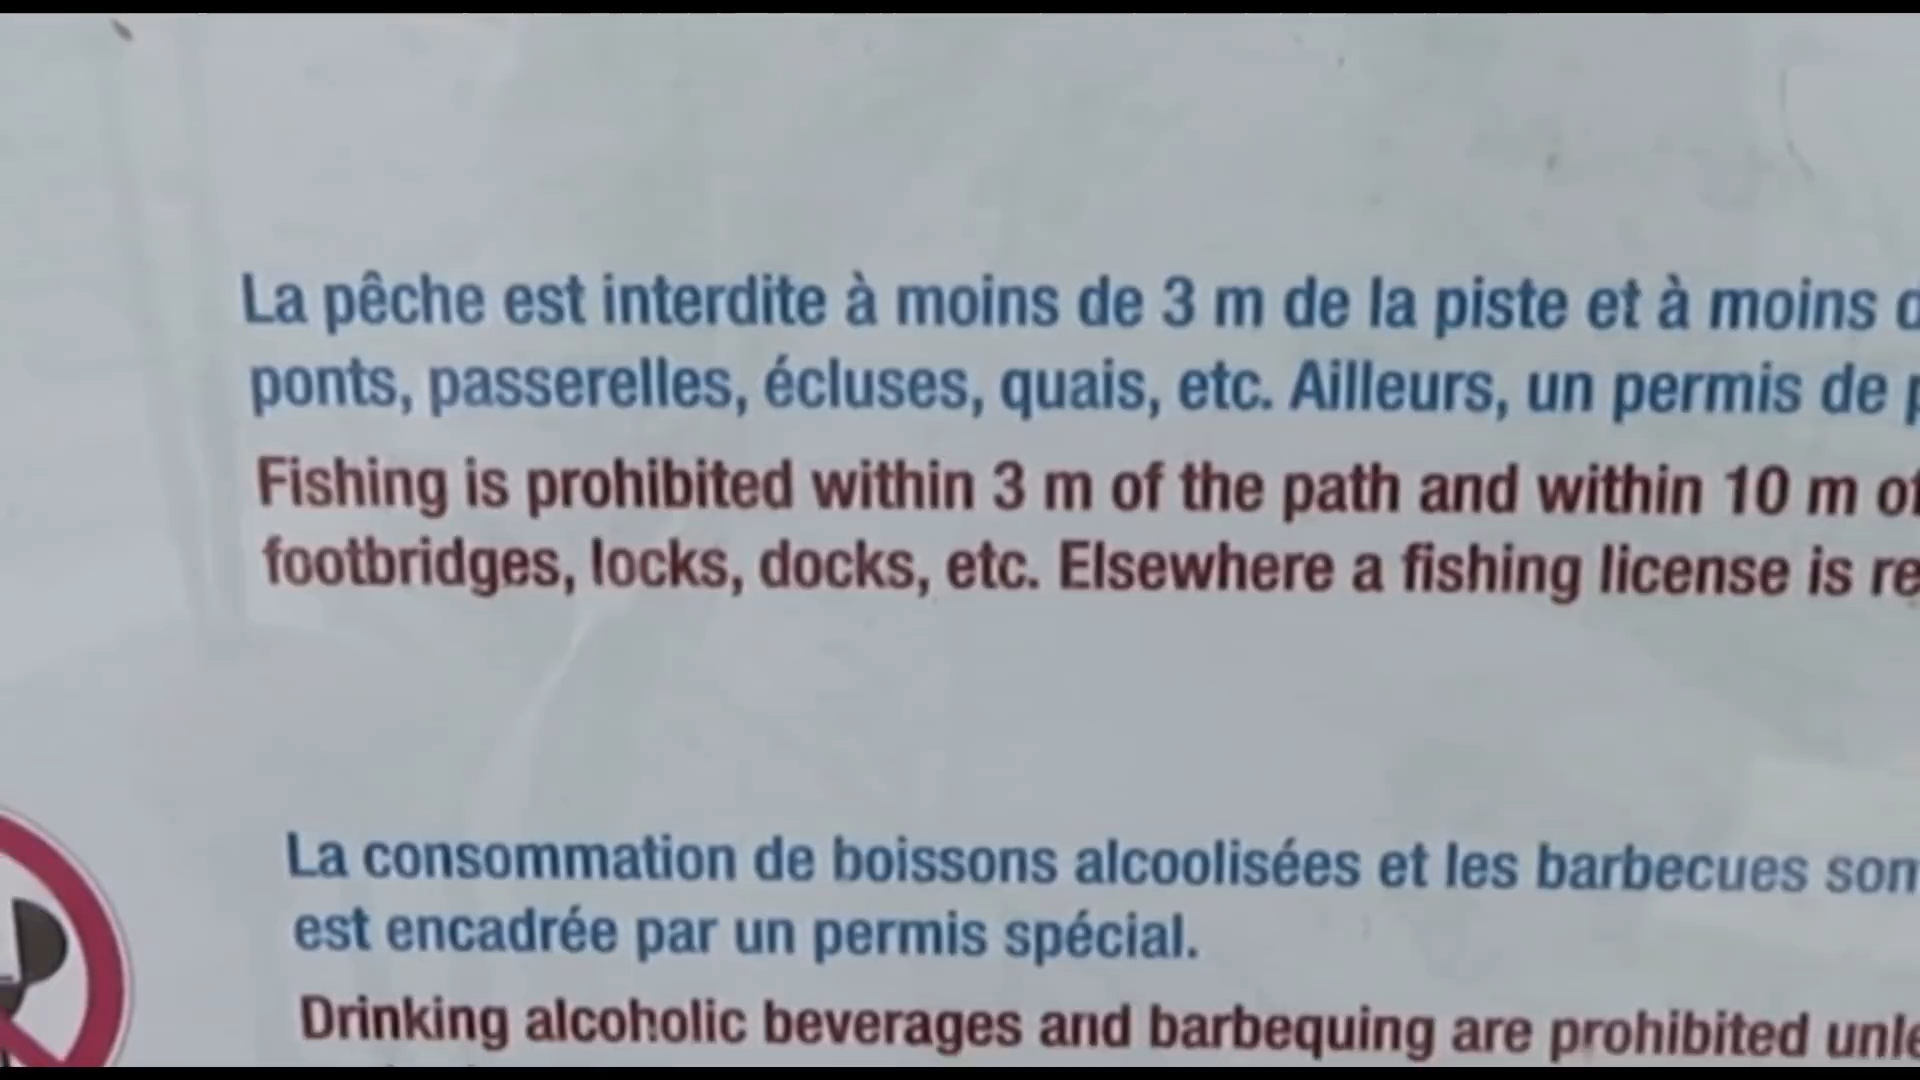 La pêche est interdite à moins de 3 m de la piste et à moins
ponts, passerelles, écluses, quais, etc. Ailleurs, un permis de
Fishing is prohibited within 3 m of the path and within 10 m of
footbridges, locks, docks, etc. Elsewhere a fishing license is
La consommation de boissons alcoolisées et les barbecues
est encadrée par un permis spécial.
Drinking alcoholic beverages and barbequing are prohibited